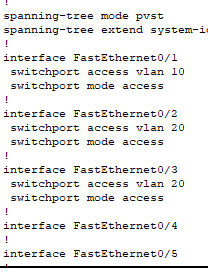 !
spanning-tree mode pvst
spanning-tree extend
!
interface FastEthernet0/1
 switchport access vlan 10
 switchport mode access
!
interface FastEthernet0/2
 switchport access vlan 20
 switchport mode access
!
interface FastEthernet0/3
 switchport access vlan 20
 switchport mode access
!
interface FastEthernet0/4
!
interface FastEthernet0/5
!